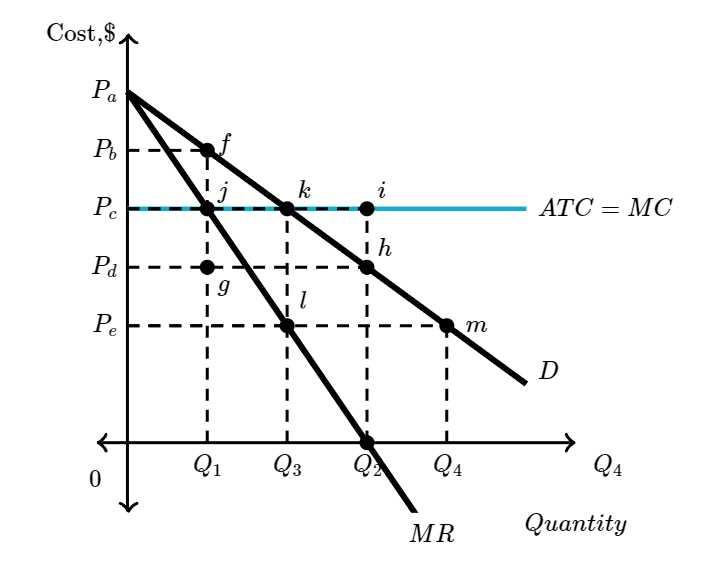 Cost,$
P_a
P_b
f
P_c
j
k
i
ATC = MC
P_d
g
h
P_e
l
m
D
0
Q_1
Q_3
Q_2
Q_4
Q_4
MR
Quantity